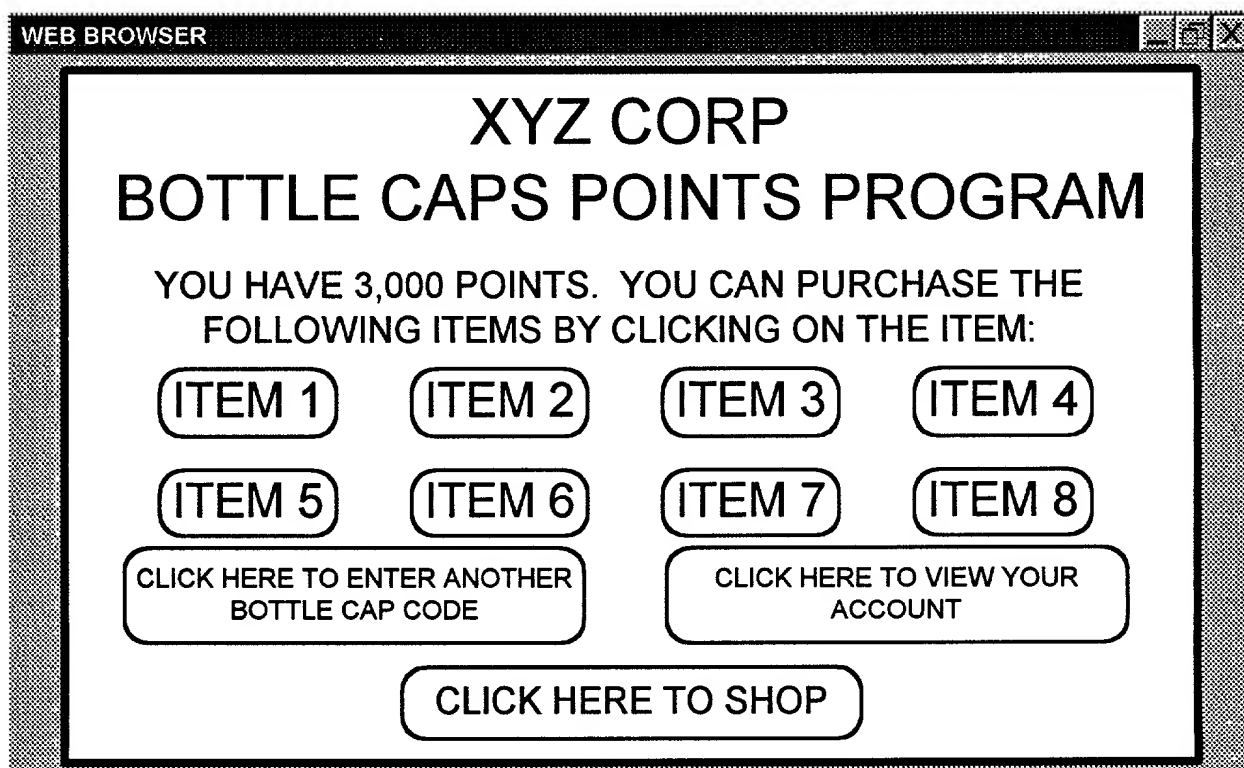 WEB BROWSER
XYZ CORP
BOTTLE CAPS POINTS PROGRAM
YOU HAVE 3,000 POINTS. YOU CAN PURCHASE THE
FOLLOWING ITEMS BY CLICKING ON THE ITEM:
ITEM 1 ITEM 2 ITEM 3 ITEM 4
ITEM 5 ITEM 6 ITEM 7 ITEM 8
CLICK HERE TO ENTER ANOTHER
BOTTLE CAP CODE
CLICK HERE TO VIEW YOUR
ACCOUNT
CLICK HERE TO SHOP